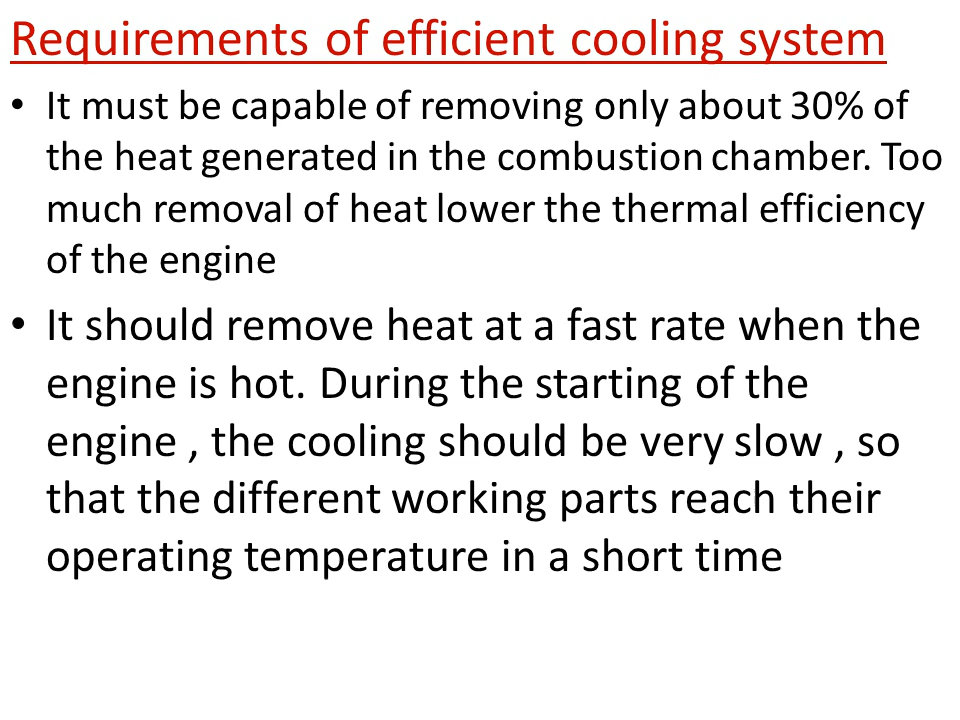 Requirements of efficient cooling system
• It must be capable of removing only about 30% of
the heat generated in the combustion chamber. Too
much removal of heat lower the thermal efficiency
of the engine
• It should remove heat at a fast rate when the
engine is hot. During the starting of the
engine , the cooling should be very slow , so
that the different working parts reach their
operating temperature in a short time